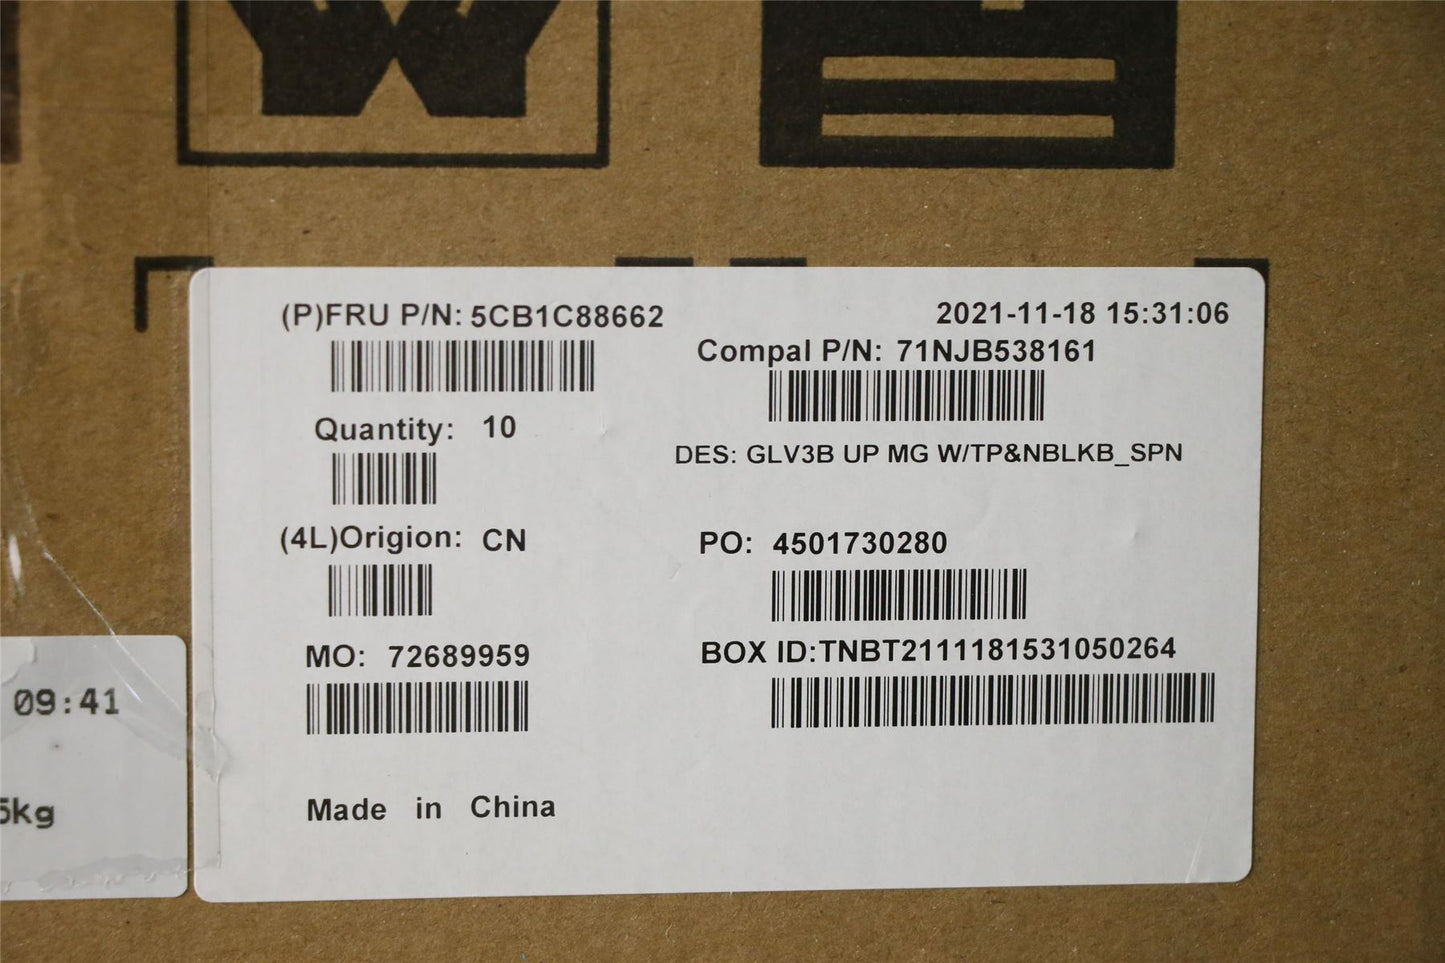 (P)FRU P/N: 5CB1C88662
2021-11-18 15:31:06
Compal P/N: 71NJB538161
Quantity: 10
DES: GLV3B UP MG W/TP&NBLKB_SPN
(4L)Origion: CN
PO: 4501730280
MO: 72689959
BOX ID:TNBT2111181531050264
Made in China
09:41
5kg